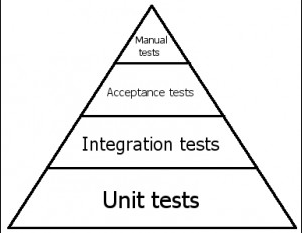 Manual
tests
Acceptance tests
Integration tests
Unit tests